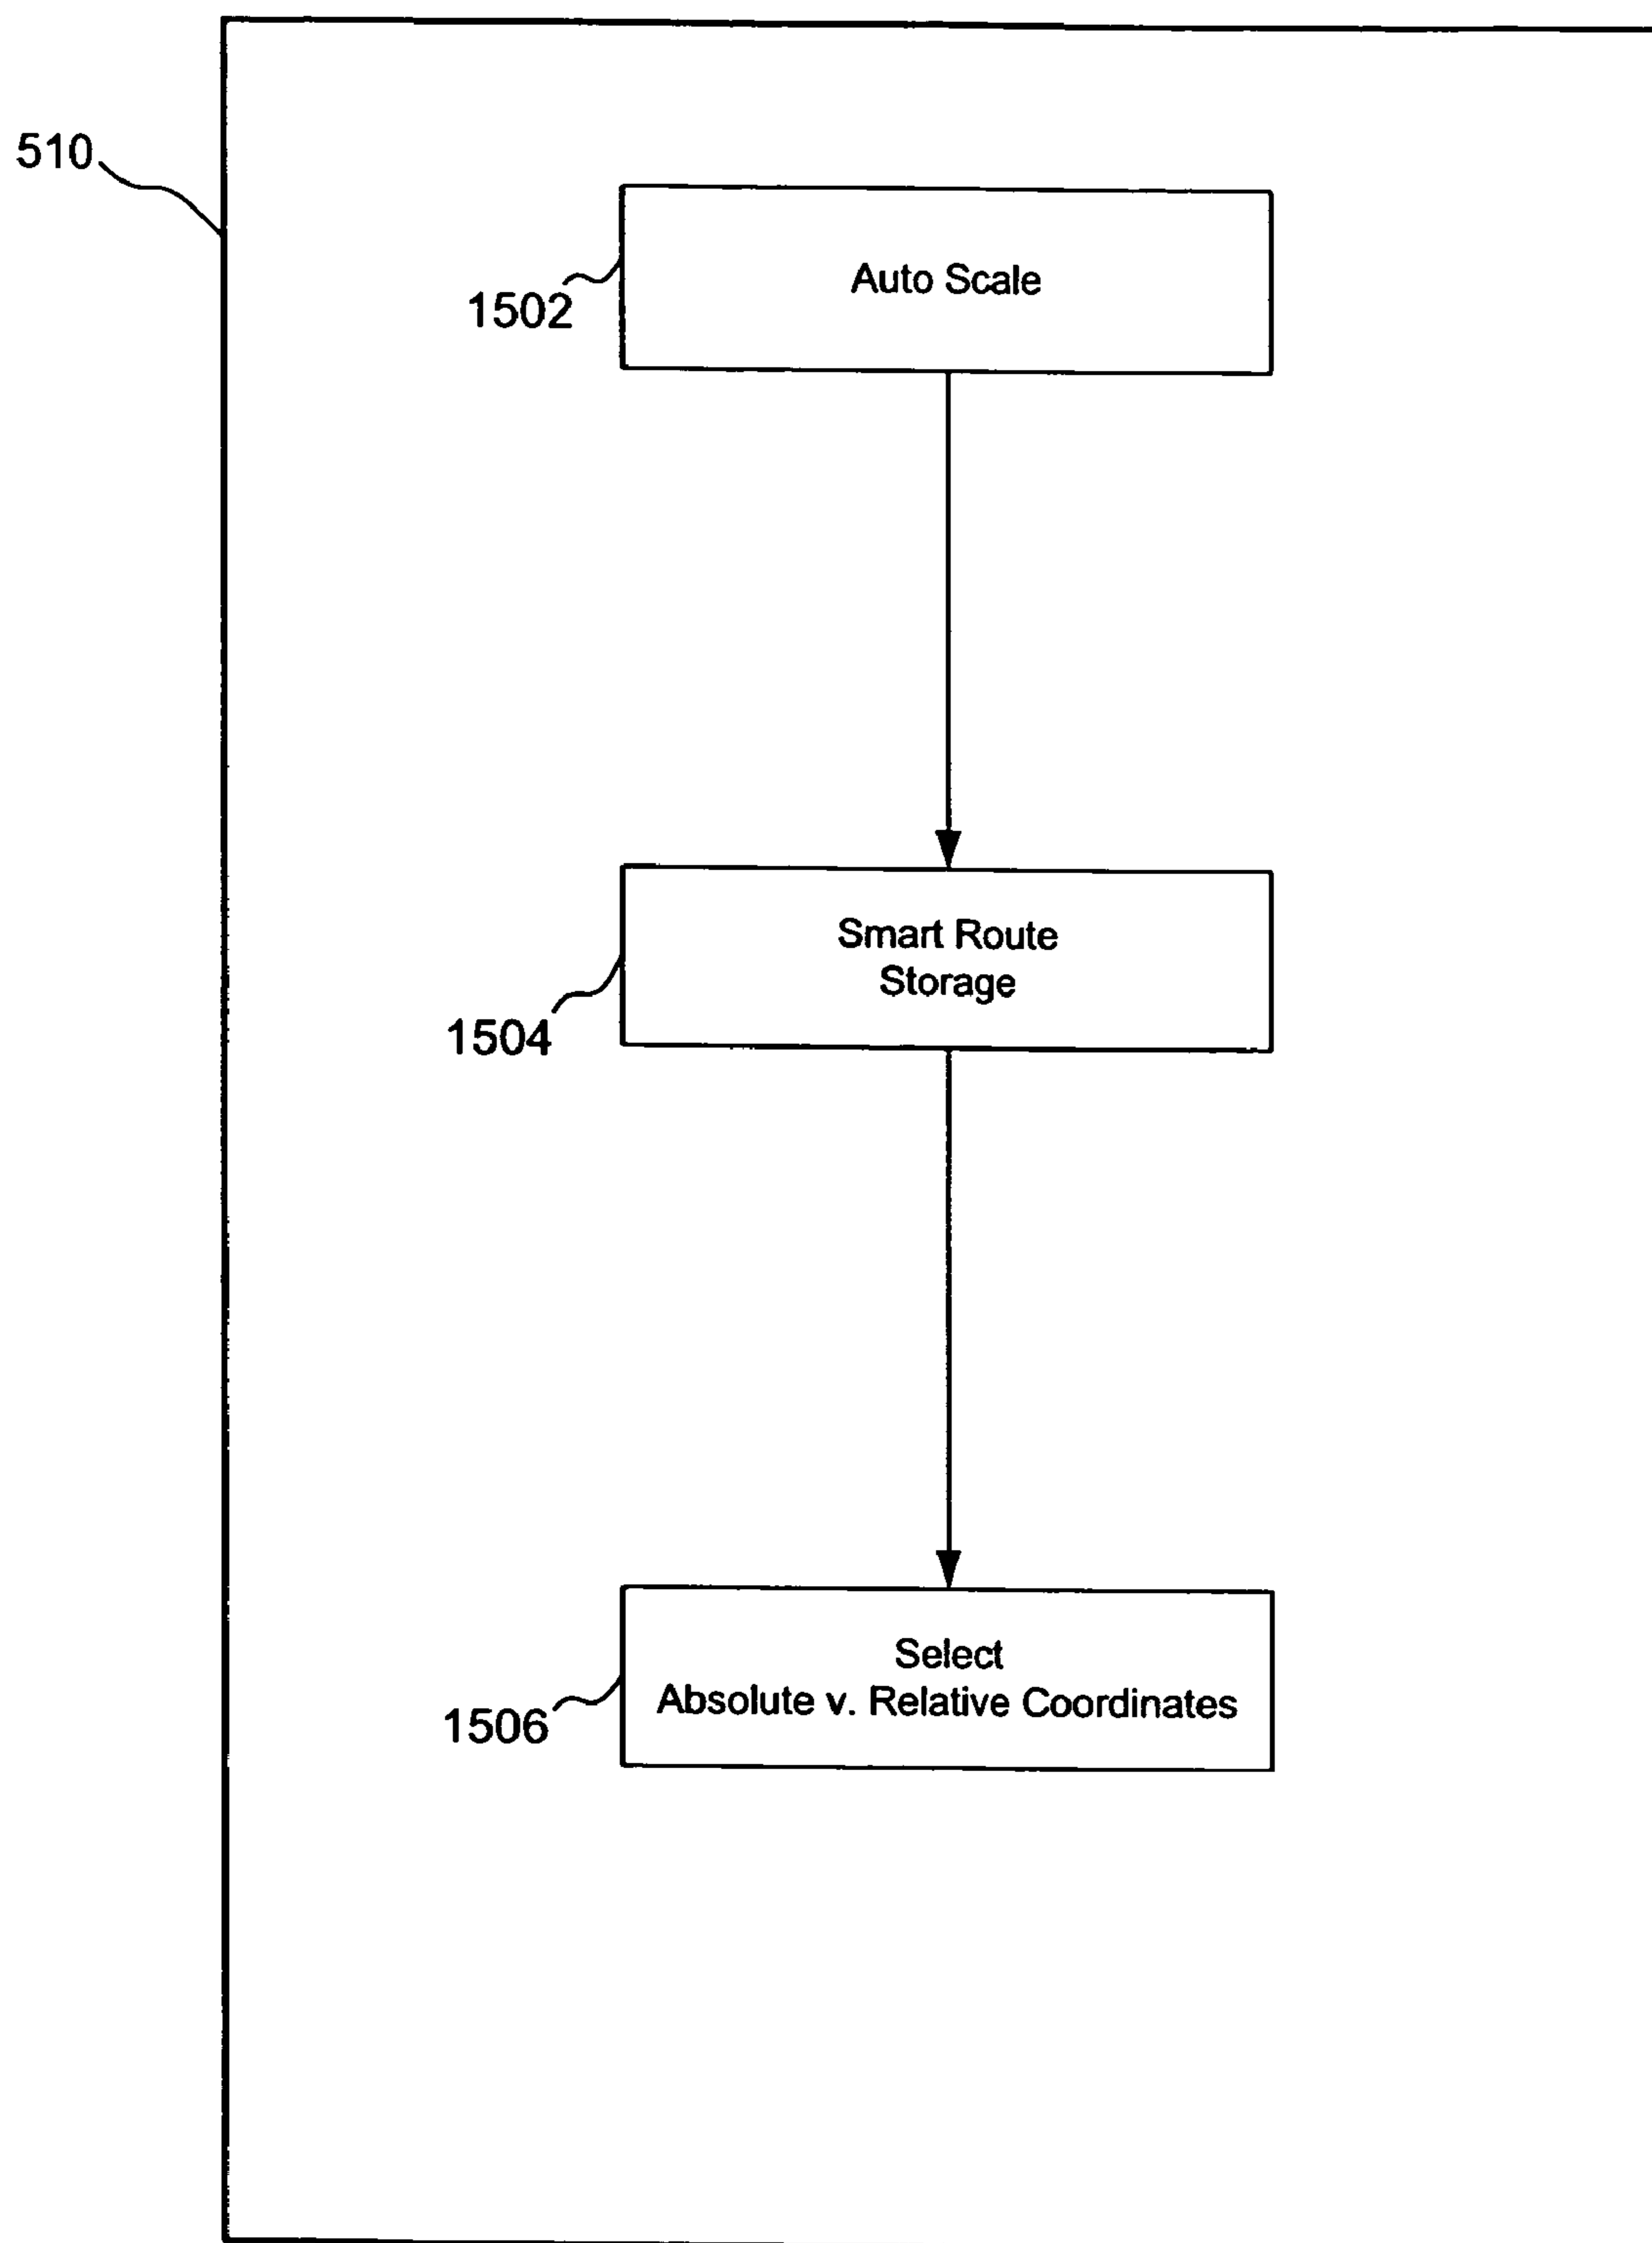 510
Auto Scale
1502
Smart Route
Storage
1504
Select
Absolute v. Relative Coordinates
1506